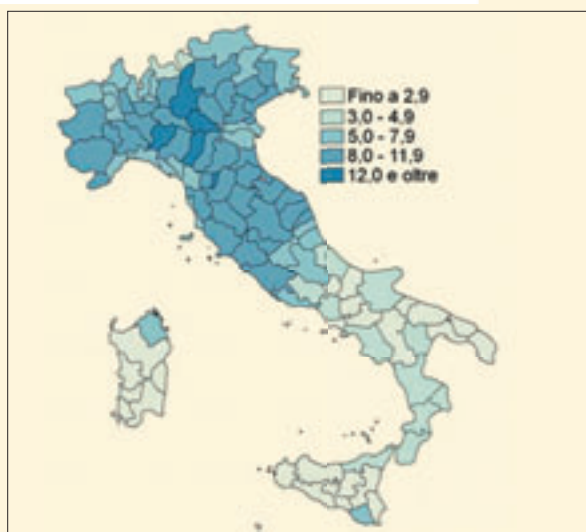 Fino a 2,9
3,0 - 4,9
5,0 - 7,9
8,0 - 11,9
12,0 e oltre